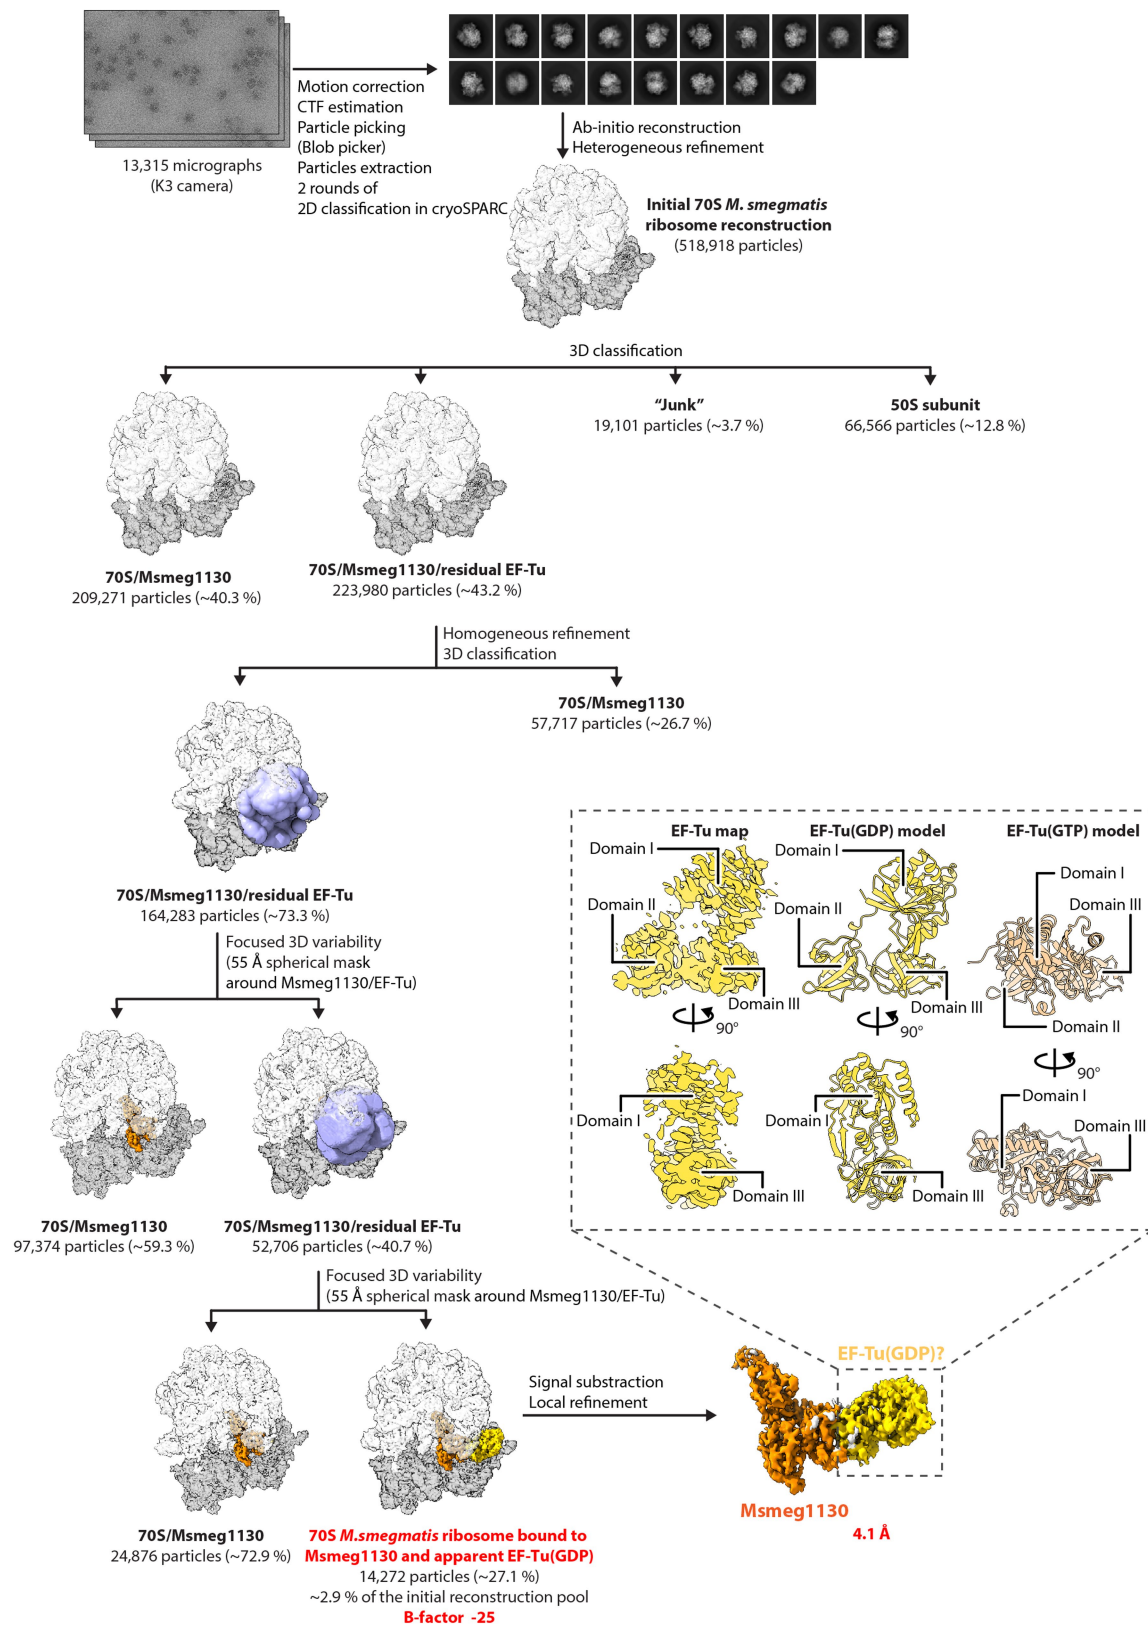 13,315 micrographs
(K3 camera)
Motion correction
CTF estimation
Particle picking
(Blob picker)
Particles extraction
2 rounds of
2D classification in cryoSPARC
Ab-initio reconstruction
Heterogeneous refinement
Initial 70S M. smegmatis
ribosome reconstruction
(518,918 particles)
3D classification
70S/Msmeg1130
209,271 particles (~40.3 %)
70S/Msmeg1130/residual EF-Tu
223,980 particles (~43.2 %)
“Junk”
19,101 particles (~3.7 %)
50S subunit
66,566 particles (~12.8 %)
Homogeneous refinement
3D classification
70S/Msmeg1130/residual EF-Tu
164,283 particles (~73.3 %)
70S/Msmeg1130
57,717 particles (~26.7 %)
Focused 3D variability
(55 Å spherical mask
around Msmeg1130/EF-Tu)
70S/Msmeg1130
97,374 particles (~59.3 %)
70S/Msmeg1130/residual EF-Tu
52,706 particles (~40.7 %)
Focused 3D variability
(55 Å spherical mask around Msmeg1130/EF-Tu)
70S/Msmeg1130
24,876 particles (~72.9 %)
70S M.smegmatis ribosome bound to
Msmeg1130 and apparent EF-Tu(GDP)
14,272 particles (~27.1 %)
~2.9 % of the initial reconstruction pool
B-factor -25
Signal substraction
Local refinement
EF-Tu map
Domain I
Domain II
Domain III
90°
Domain I
Domain III
EF-Tu(GDP) model
Domain I
Domain II
Domain III
90°
Domain I
Domain III
EF-Tu(GTP) model
Domain I
Domain III
Domain II
90°
Domain I
Domain III
EF-Tu(GDP)?
Msmeg1130
4.1 Å